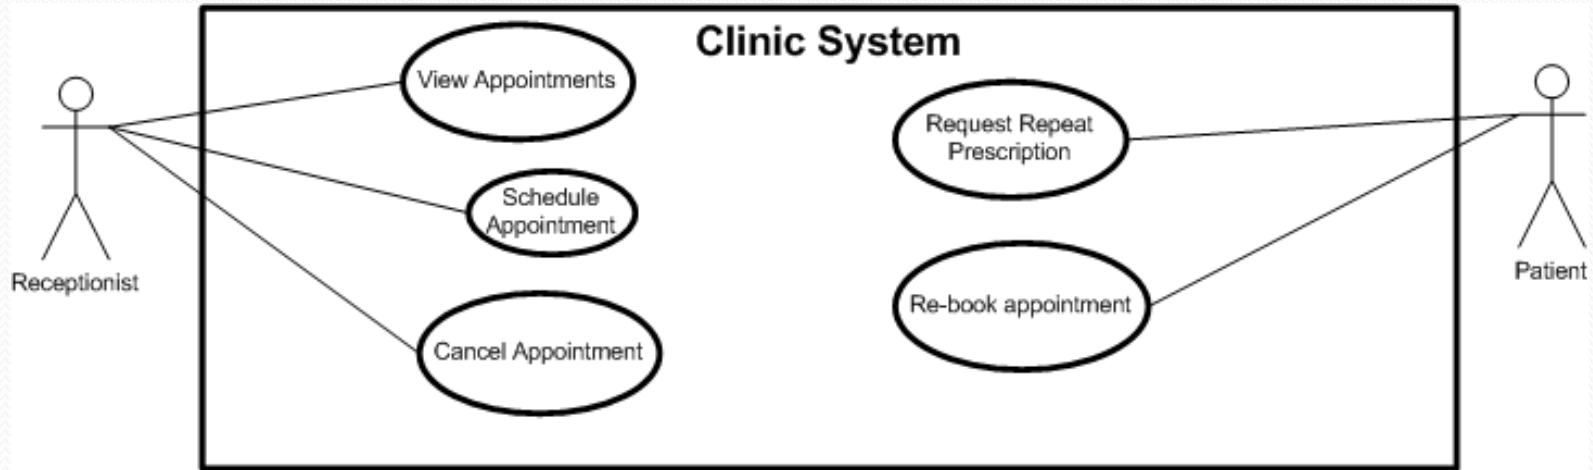 Clinic System
View Appointments
Schedule
Appointment
Cancel Appointment
Receptionist
Request Repeat
Prescription
Re-book appointment
Patient